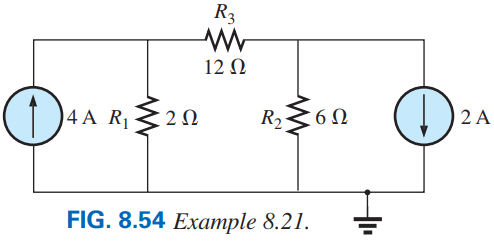 R3
12 Ω
4 A R1 2 Ω R2 6 Ω 2 A
FIG. 8.54 Example 8.21.